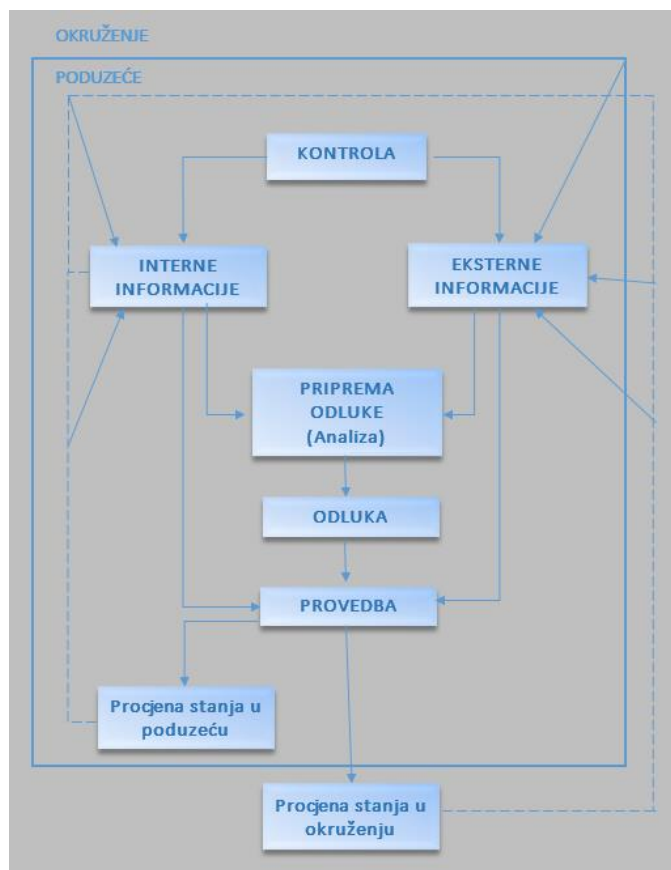 OKRUŽENJE
PODUZEĆE
KONTROLA
INTERNE
INFORMACIJE
EKSTERNE
INFORMACIJE
PRIPREMA
ODLUKE
(Analiza)
ODLUKA
PROVEDBA
Procjena stanja u
poduzeću
Procjena stanja u
okruženju